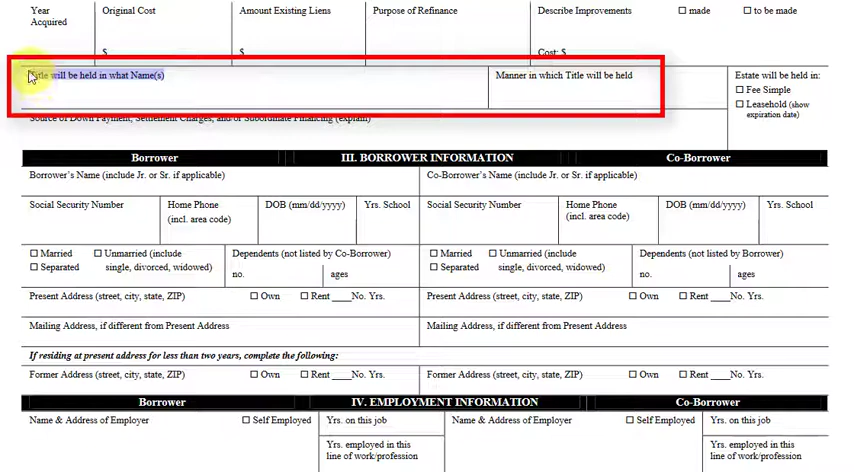 Year Acquired Original Cost Amount Existing Liens Purpose of Refinance Describe Improvements ☐ made ☐ to be made
$ $ Cost: $
Title will be held in what Name(s) Manner in which Title will be held Estate will be held in:
☐ Fee Simple
☐ Leasehold (show expiration date)
Source of Down Payment, Settlement Charges, and/or Subordinate Financing (explain)
Borrower III. BORROWER INFORMATION Co-Borrower
Borrower's Name (include Jr. or Sr. if applicable) Co-Borrower's Name (include Jr. or Sr. if applicable)
Social Security Number Home Phone (incl. area code) DOB (mm/dd/yyyy) Yrs. School Social Security Number Home Phone (incl. area code) DOB (mm/dd/yyyy) Yrs. School
☐ Married ☐ Unmarried (include single, divorced, widowed) Dependents (not listed by Co-Borrower) ☐ Married ☐ Unmarried (include single, divorced, widowed) Dependents (not listed by Borrower)
☐ Separated no. ages ☐ Separated no. ages
Present Address (street, city, state, ZIP) ☐ Own ☐ Rent ____No. Yrs. Present Address (street, city, state, ZIP) ☐ Own ☐ Rent ____No. Yrs.
Mailing Address, if different from Present Address Mailing Address, if different from Present Address
If residing at present address for less than two years, complete the following:
Former Address (street, city, state, ZIP) ☐ Own ☐ Rent ____No. Yrs. Former Address (street, city, state, ZIP) ☐ Own ☐ Rent ____No. Yrs.
Borrower IV. EMPLOYMENT INFORMATION Co-Borrower
Name & Address of Employer ☐ Self Employed Yrs. on this job Name & Address of Employer ☐ Self Employed Yrs. on this job
Yrs. employed in this line of work/profession Yrs. employed in this line of work/profession